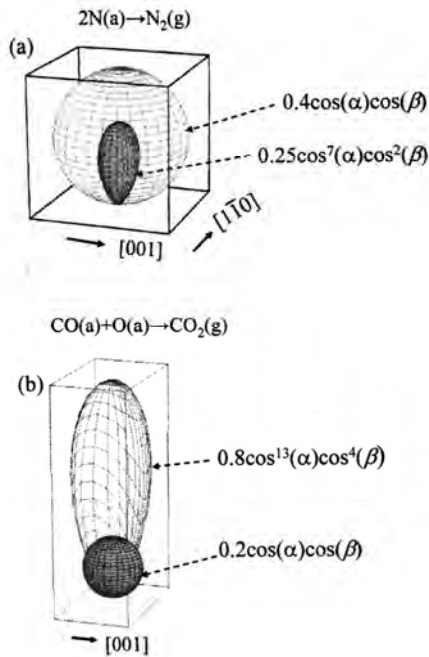 2N(a)→N₂(g)
(a)
0.4cos(α)cos(β)
0.25cos⁷(α)cos²(β)
[001]
[11̄0]
CO(a)+O(a)→CO₂(g)
(b)
0.8cos¹³(α)cos⁴(β)
0.2cos(α)cos(β)
[001]